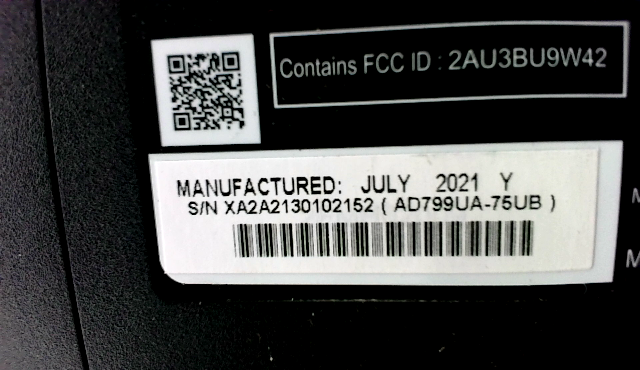 Contains FCC ID : 2AU3BU9W42
MANUFACTURED: JULY 2021 Y
S/N XA2A2130102152 ( AD799UA-75UB )